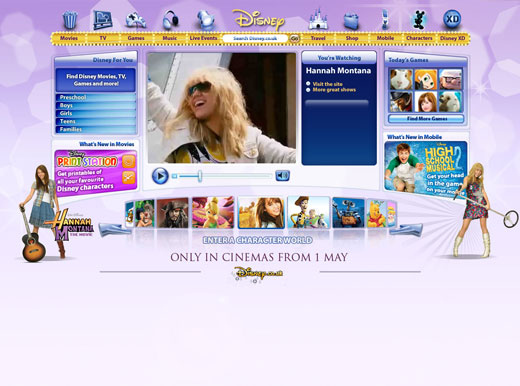 Disney
Movies
TV
Games
Music
Live Events
Search Disney.co.uk
GO
Travel
Shop
Mobile
Characters
Disney XD
XD
Disney For You
Find Disney Movies, TV,
Games and more!
Preschool
Boys
Girls
Teens
Families
You're Watching
Hannah Montana
Visit the site
More great shows
Today's Games
Find More Games
What's New in Movies
Disney
PRINT STATION
Get printables of
all your favourite
Disney characters
What's New in Mobile
HIGH
SCHOOL
MUSICAL
Get your head
in the game
on your
HANNAH
MONTANA
THE MOVIE
ENTER A CHARACTER WORLD
ONLY IN CINEMAS FROM 1 MAY
Disney.co.uk